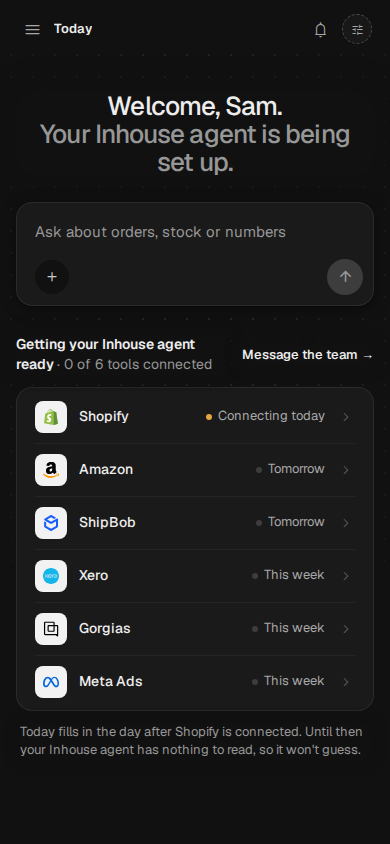 Today
Welcome, Sam.
Your Inhouse agent is being
set up.
Ask about orders, stock or numbers
Getting your Inhouse agent
ready · 0 of 6 tools connected
Message the team →
Shopify
Connecting today
Amazon
Tomorrow
ShipBob
Tomorrow
xero
Xero
This week
Gorgias
This week
Meta Ads
This week
Today fills in the day after Shopify is connected. Until then
your Inhouse agent has nothing to read, so it won't guess.